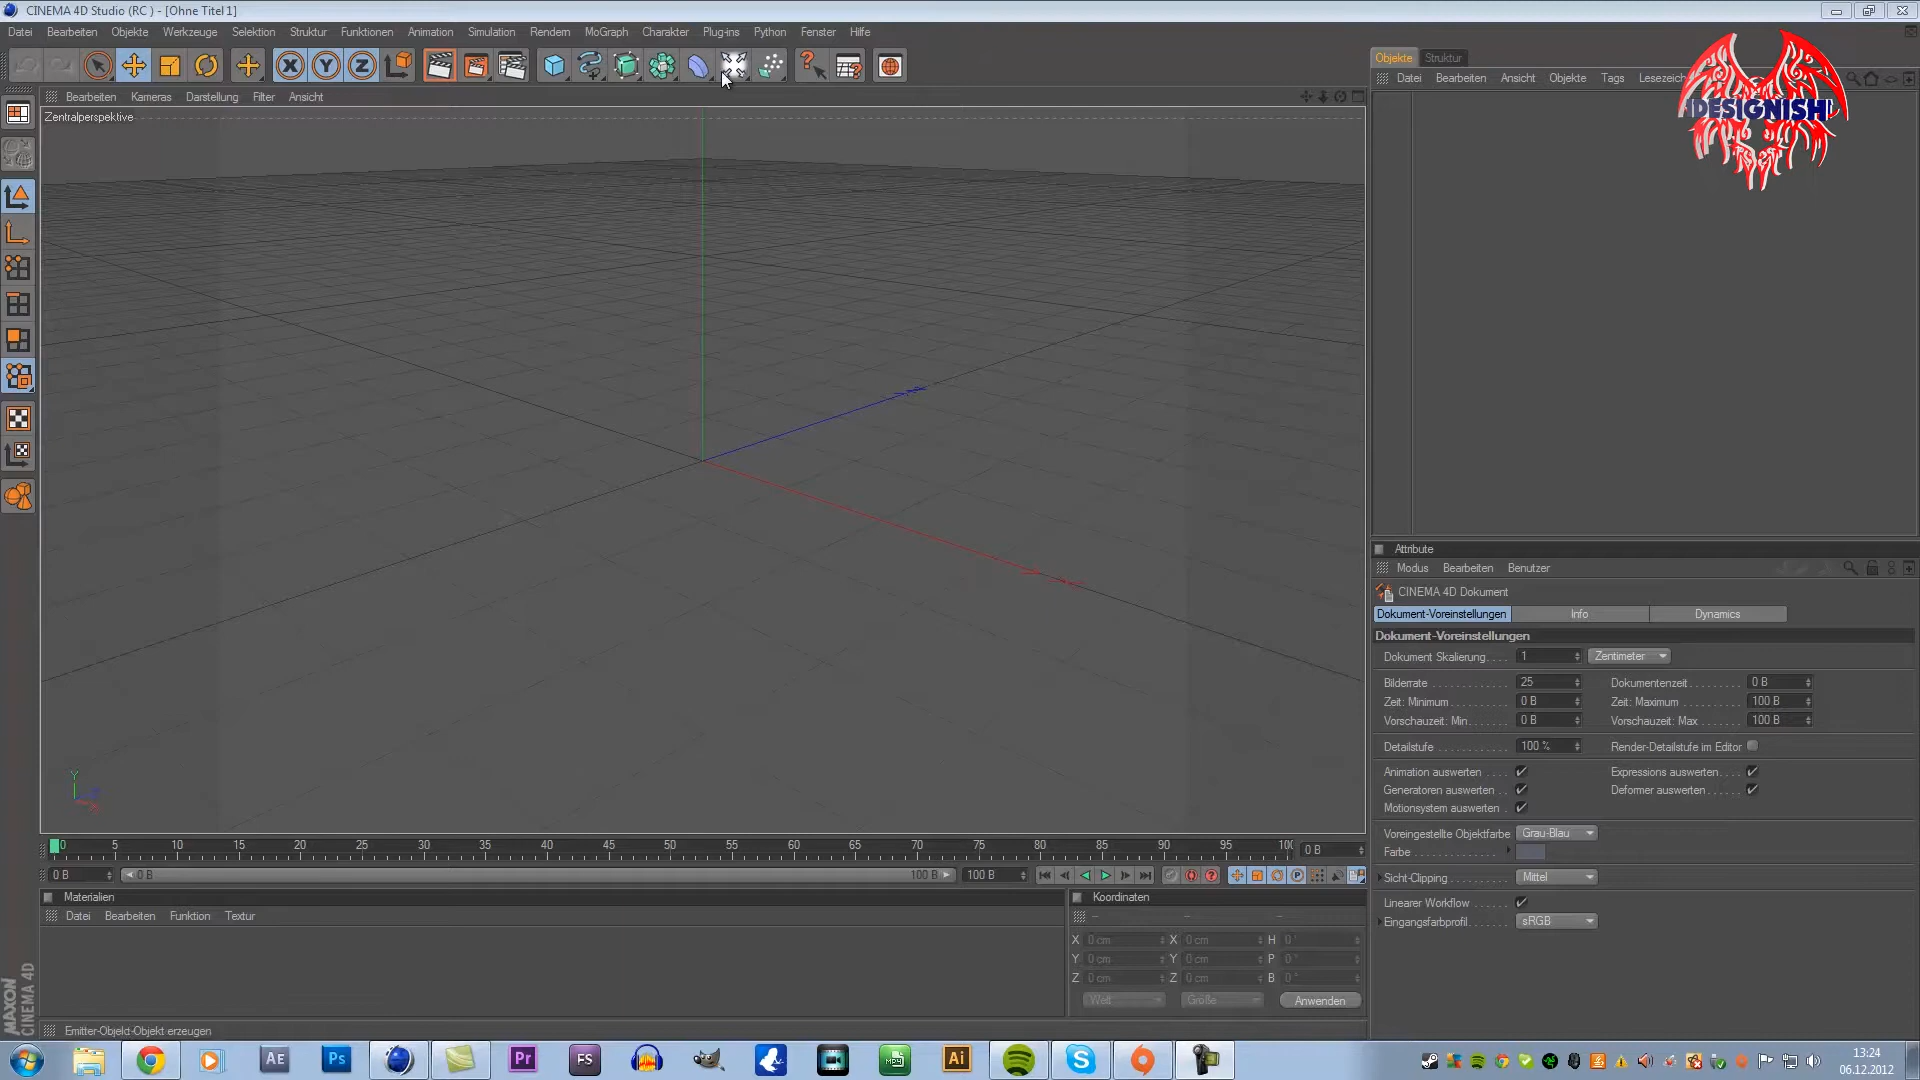 CINEMA 4D Studio (RC ) - [Ohne Titel 1]
Datei Bearbeiten Objekte Werkzeuge Selektion Struktur Funktionen Animation Simulation Rendern MoGraph Charakter Plug-ins Python Fenster Hilfe
X Y Z
Objekte Struktur
Datei Bearbeiten Ansicht Objekte Tags Lesezeich
DESIGNISH
Bearbeiten Kameras Darstellung Filter Ansicht
Zentralperspektive
Y
Attribute
Modus Bearbeiten Benutzer
CINEMA 4D Dokument
Dokument-Voreinstellungen Info Dynamics
Dokument-Voreinstellungen
Dokument Skalierung.... 1 Zentimeter
Bilderrate 25 Dokumentenzeit 0 B
Zeit: Minimum 0 B Zeit: Maximum 100 B
Vorschauzeit: Min 0 B Vorschauzeit: Max 100 B
Detailstufe 100 % Render-Detailstufe im Editor
Animation auswerten Expressions auswerten
Generatoren auswerten Deformer auswerten
Motionsystem auswerten
Voreingestellte Objektfarbe Grau-Blau
Farbe
Sicht-Clipping Mittel
Linearer Workflow
Eingangsfarbprofil sRGB
0 5 10 15 20 25 30 35 40 45 50 55 60 65 70 75 80 85 90 95 100 0 B
0 B 0 B 100 B 100 B
Materialien
Datei Bearbeiten Funktion Textur
Koordinaten
X 0 cm X 0 cm H 0 °
Y 0 cm Y 0 cm P 0 °
Z 0 cm Z 0 cm B 0 °
Welt Größe Anwenden
MAXON
CINEMA 4D
Emitter-Objekt-Objekt erzeugen
Ae Ps Pr FS MP4 Ai
13:24
06.12.2012